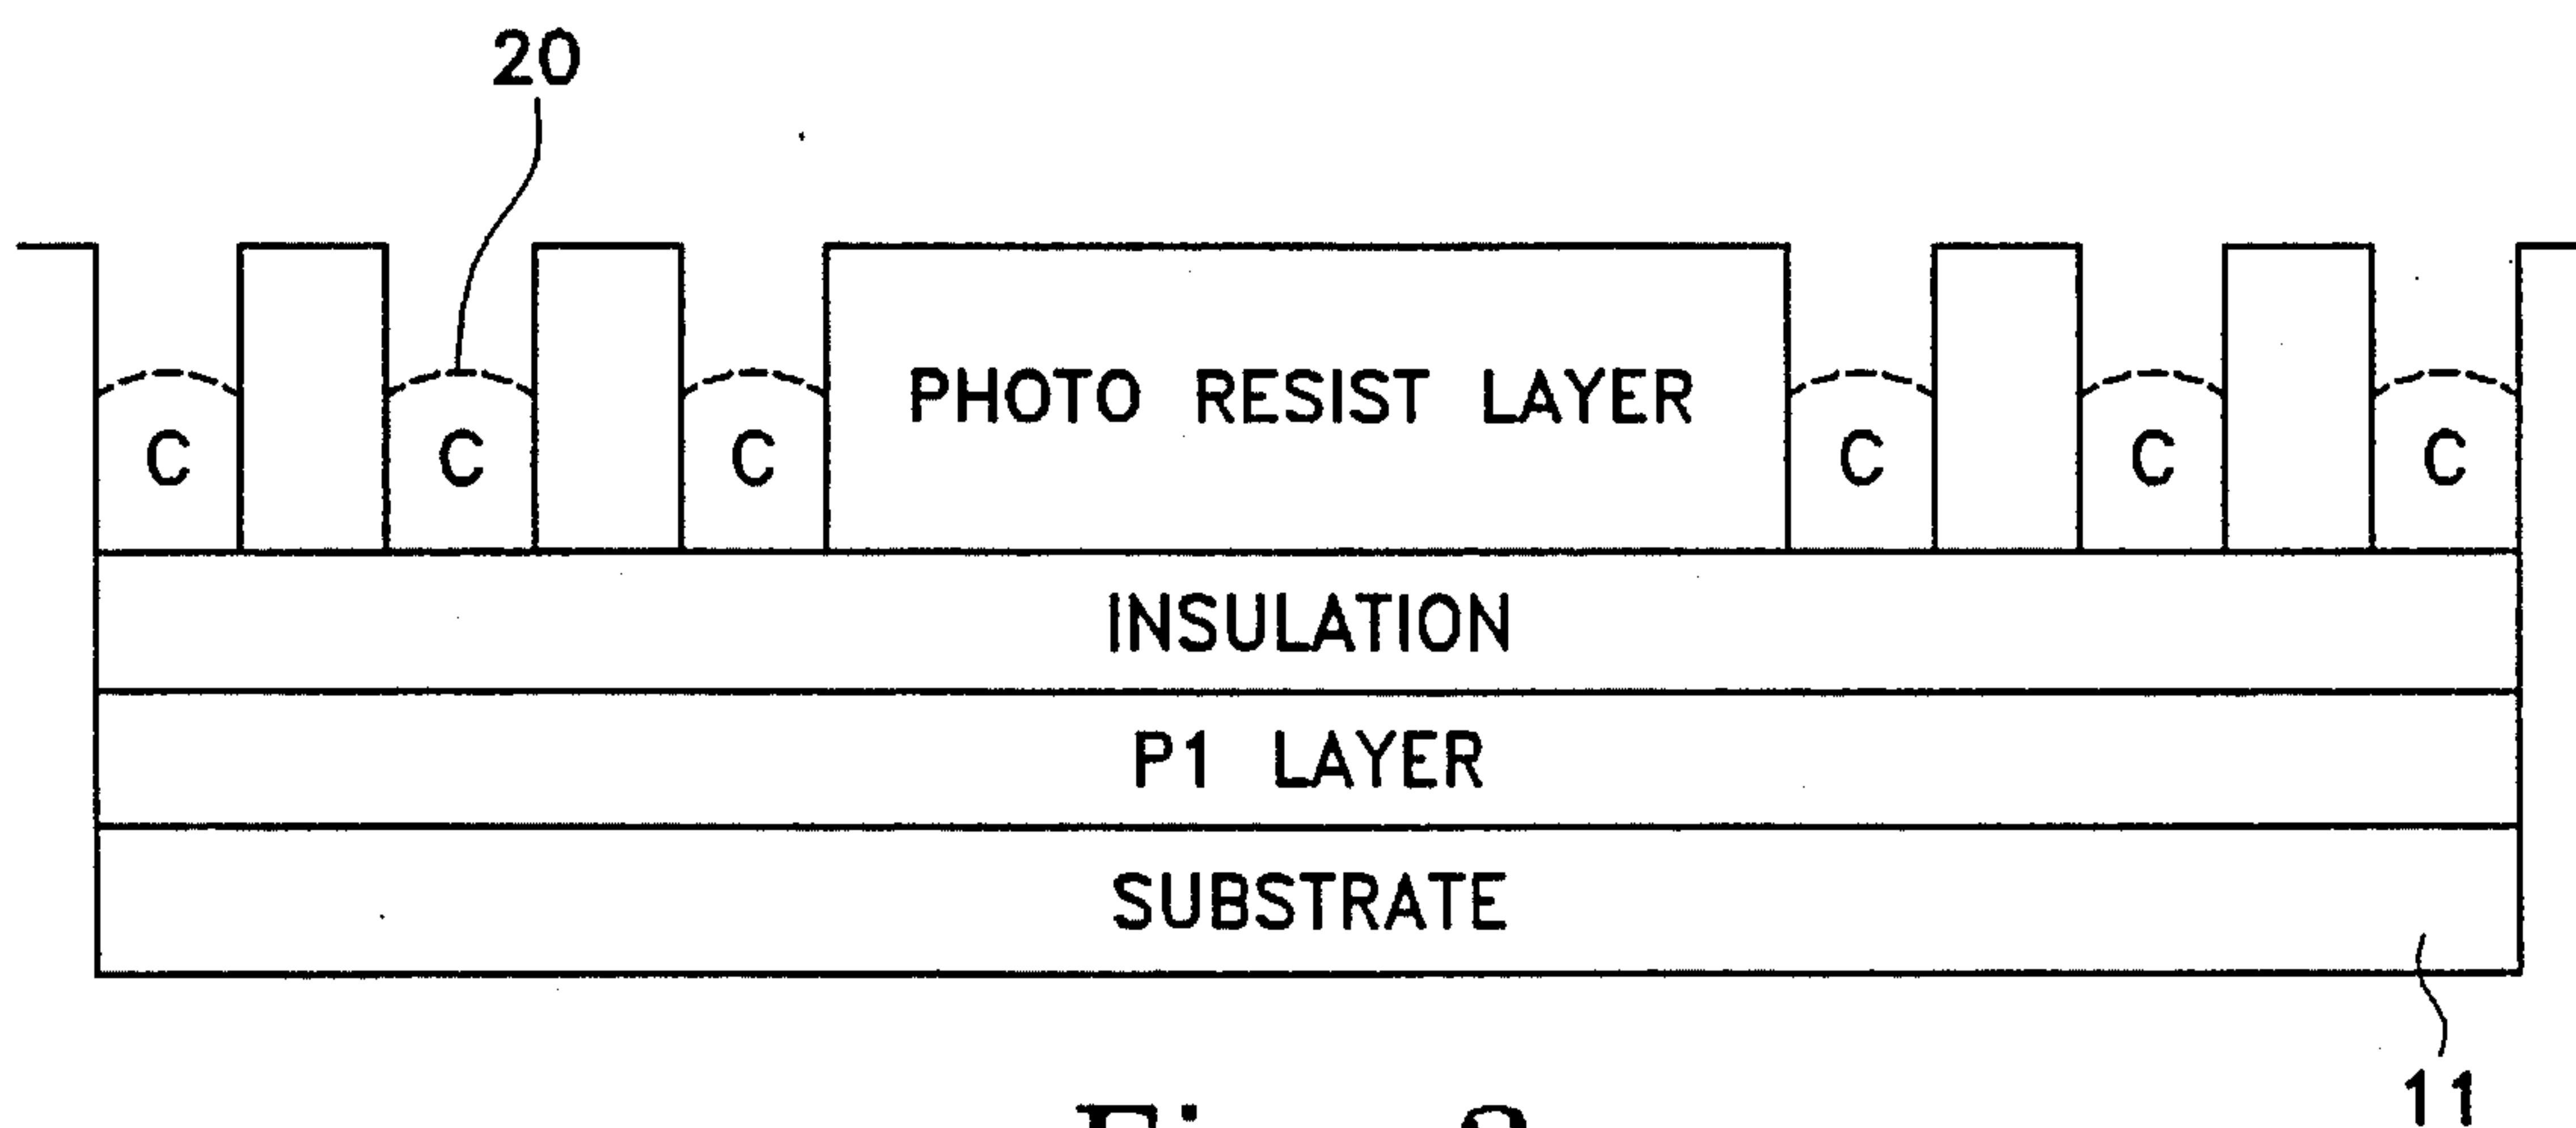 20
PHOTO RESIST LAYER
C C C C C C
INSULATION
P1 LAYER
SUBSTRATE
11